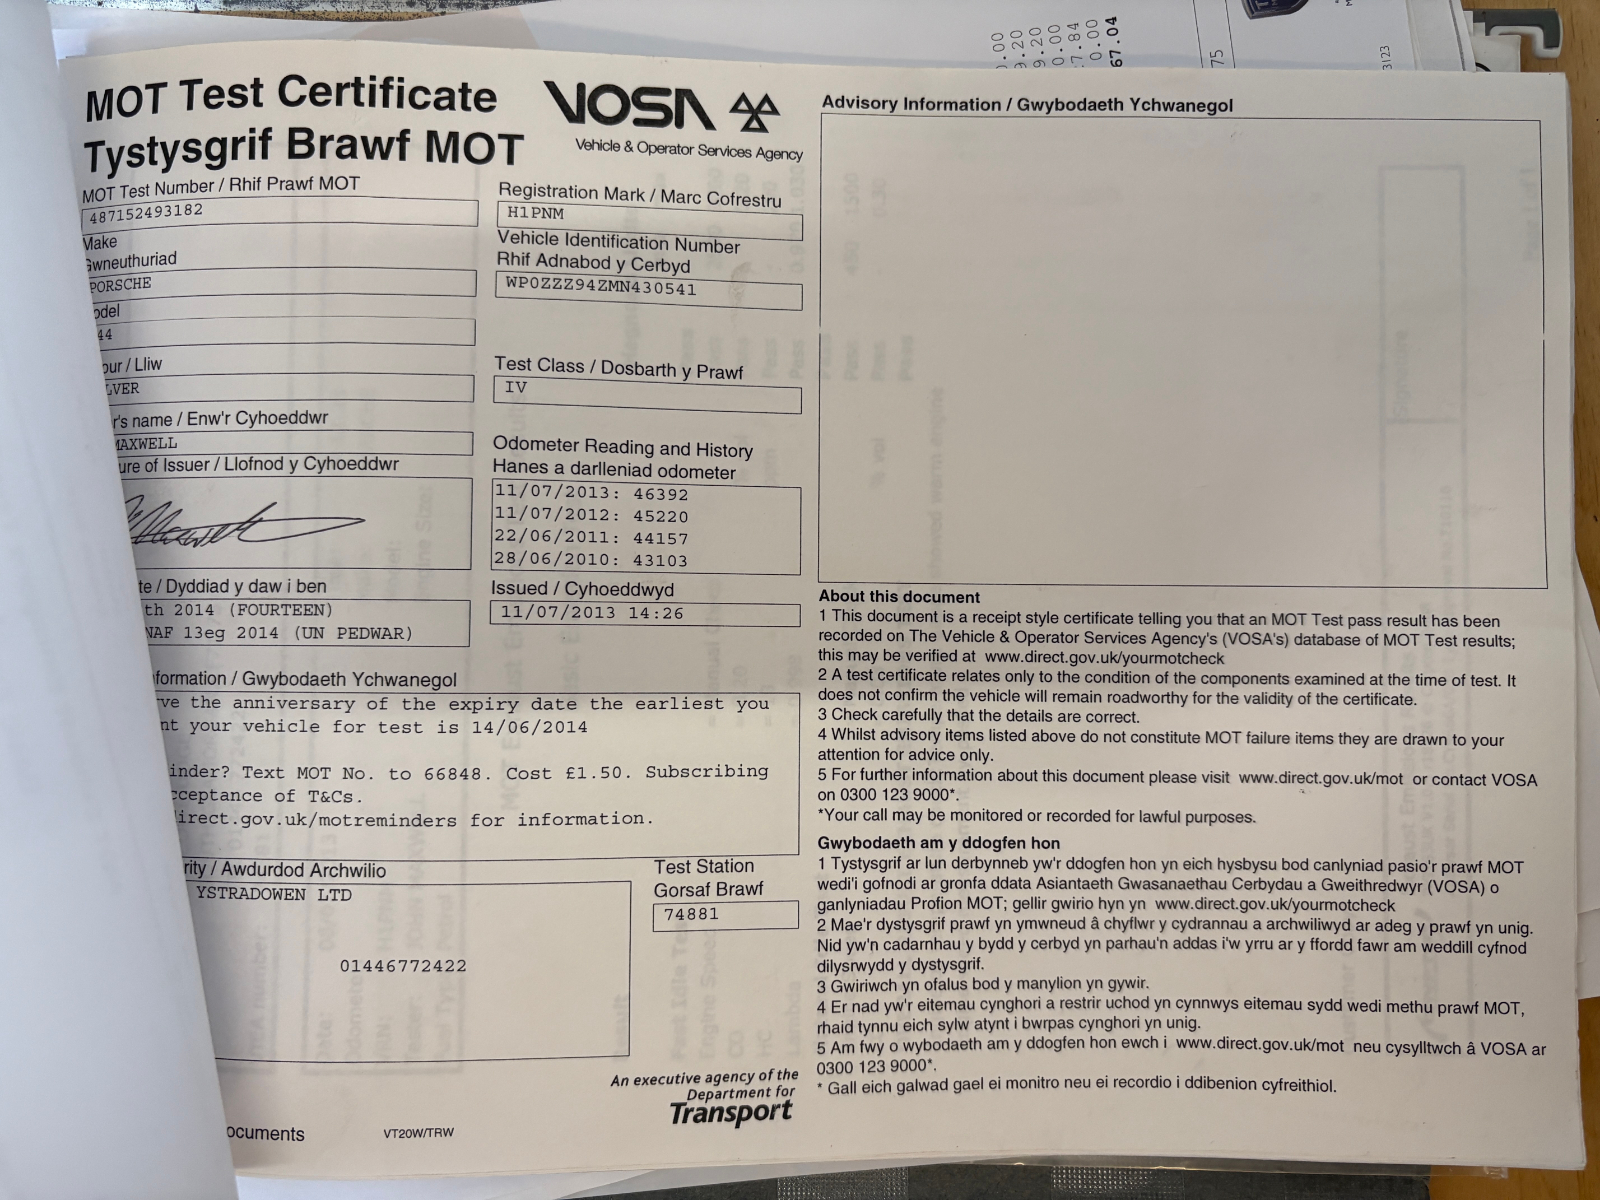 MOT Test Certificate
Tystysgrif Brawf MOT
VOSA
Vehicle & Operator Services Agency
MOT Test Number / Rhif Prawf MOT
487152493182
Make
Gwneuthuriad
PORSCHE
odel
44
our / Lliw
LVER
r's name / Enw'r Cyhoeddwr
MAXWELL
ure of Issuer / Llofnod y Cyhoeddwr
te / Dyddiad y daw i ben
th 2014 (FOURTEEN)
NAF 13eg 2014 (UN PEDWAR)
formation / Gwybodaeth Ychwanegol
ve the anniversary of the expiry date the earliest you
nt your vehicle for test is 14/06/2014
inder? Text MOT No. to 66848. Cost £1.50. Subscribing
cceptance of T&Cs.
direct.gov.uk/motreminders for information.
rity / Awdurdod Archwilio
YSTRADOWEN LTD
01446772422
Registration Mark / Marc Cofrestru
H1PNM
Vehicle Identification Number
Rhif Adnabod y Cerbyd
WP0ZZZ94ZMN430541
Test Class / Dosbarth y Prawf
IV
Odometer Reading and History
Hanes a darlleniad odometer
11/07/2013: 46392
11/07/2012: 45220
22/06/2011: 44157
28/06/2010: 43103
Issued / Cyhoeddwyd
11/07/2013 14:26
Test Station
Gorsaf Brawf
74881
An executive agency of the
Department for
Transport
ocuments
VT20W/TRW
Advisory Information / Gwybodaeth Ychwanegol
About this document
1 This document is a receipt style certificate telling you that an MOT Test pass result has been
recorded on The Vehicle & Operator Services Agency's (VOSA's) database of MOT Test results;
this may be verified at www.direct.gov.uk/yourmotcheck
2 A test certificate relates only to the condition of the components examined at the time of test. It
does not confirm the vehicle will remain roadworthy for the validity of the certificate.
3 Check carefully that the details are correct.
4 Whilst advisory items listed above do not constitute MOT failure items they are drawn to your
attention for advice only.
5 For further information about this document please visit www.direct.gov.uk/mot or contact VOSA
on 0300 123 9000*.
*Your call may be monitored or recorded for lawful purposes.
Gwybodaeth am y ddogfen hon
1 Tystysgrif ar lun derbynneb yw'r ddogfen hon yn eich hysbysu bod canlyniad pasio'r prawf MOT
wedi'i gofnodi ar gronfa ddata Asiantaeth Gwasanaethau Cerbydau a Gweithredwyr (VOSA) o
ganlyniadau Profion MOT; gellir gwirio hyn yn www.direct.gov.uk/yourmotcheck
2 Mae'r dystysgrif prawf yn ymwneud â chyflwr y cydrannau a archwiliwyd ar adeg y prawf yn unig.
Nid yw'n cadarnhau y bydd y cerbyd yn parhau'n addas i'w yrru ar y ffordd fawr am weddill cyfnod
dilysrwydd y dystysgrif.
3 Gwiriwch yn ofalus bod y manylion yn gywir.
4 Er nad yw'r eitemau cynghori a restrir uchod yn cynnwys eitemau sydd wedi methu prawf MOT,
rhaid tynnu eich sylw atynt i bwrpas cynghori yn unig.
5 Am fwy o wybodaeth am y ddogfen hon ewch i www.direct.gov.uk/mot neu cysylltwch â VOSA ar
0300 123 9000*.
* Gall eich galwad gael ei monitro neu ei recordio i ddibenion cyfreithiol.
9.20
9.20
0.00
7.84
0.00
67.04
75
3123